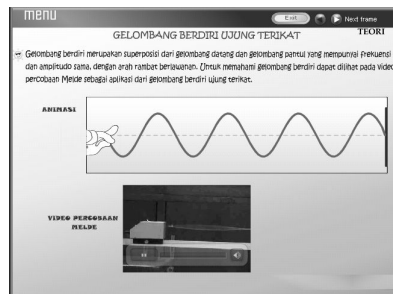 menu
Exit
Next frame
GELOMBANG BERDIRI UJUNG TERIKAT
TEORI
Gelombang berdiri merupakan superposisi dari gelombang datang dan gelombang pantul yang mempunyai frekuensi
dan amplitudo sama, dengan arah rambat berlawanan. Untuk memahami gelombang berdiri dapat dilihat pada Video
percobaan Melde sebagai aplikasi dari gelombang berdiri ujung terikat.
ANIMASI
VIDEO PERCOBAAN
MELDE